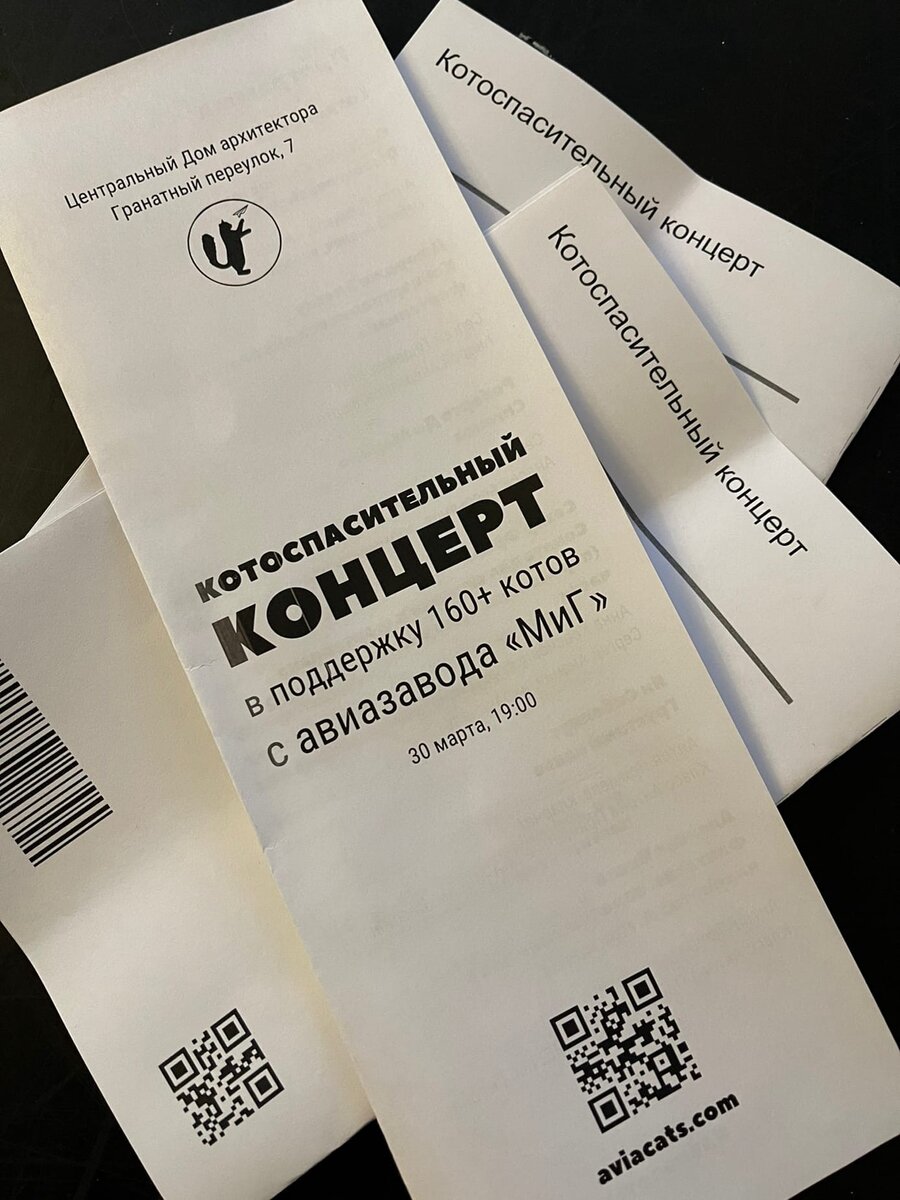 Центральный Дом архитектора
Гранатный переулок, 7
КОТОСПАСИТЕЛЬНЫЙ
КОНЦЕРТ
в поддержку 160+ котов
с авиазавода «МиГ»
30 марта, 19:00
aviacats.com
Котоспасительный концерт
Котоспасительный концерт